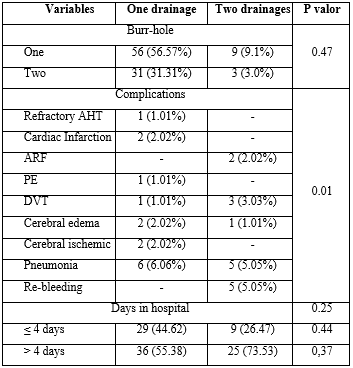 Variables One drainage Two drainages P valor
Burr-hole
One 56 (56.57%) 9 (9.1%) 0.47
Two 31 (31.31%) 3 (3.0%)
Complications
Refractory AHT 1 (1.01%) -
Cardiac Infarction 2 (2.02%) -
ARF - 2 (2.02%)
PE 1 (1.01%) -
DVT 1 (1.01%) 3 (3.03%) 0.01
Cerebral edema 2 (2.02%) 1 (1.01%)
Cerebral ischemic 2 (2.02%) -
Pneumonia 6 (6.06%) 5 (5.05%)
Re-bleeding - 5 (5.05%)
Days in hospital 0.25
≤ 4 days 29 (44.62) 9 (26.47) 0.44
> 4 days 36 (55.38) 25 (73.53) 0,37